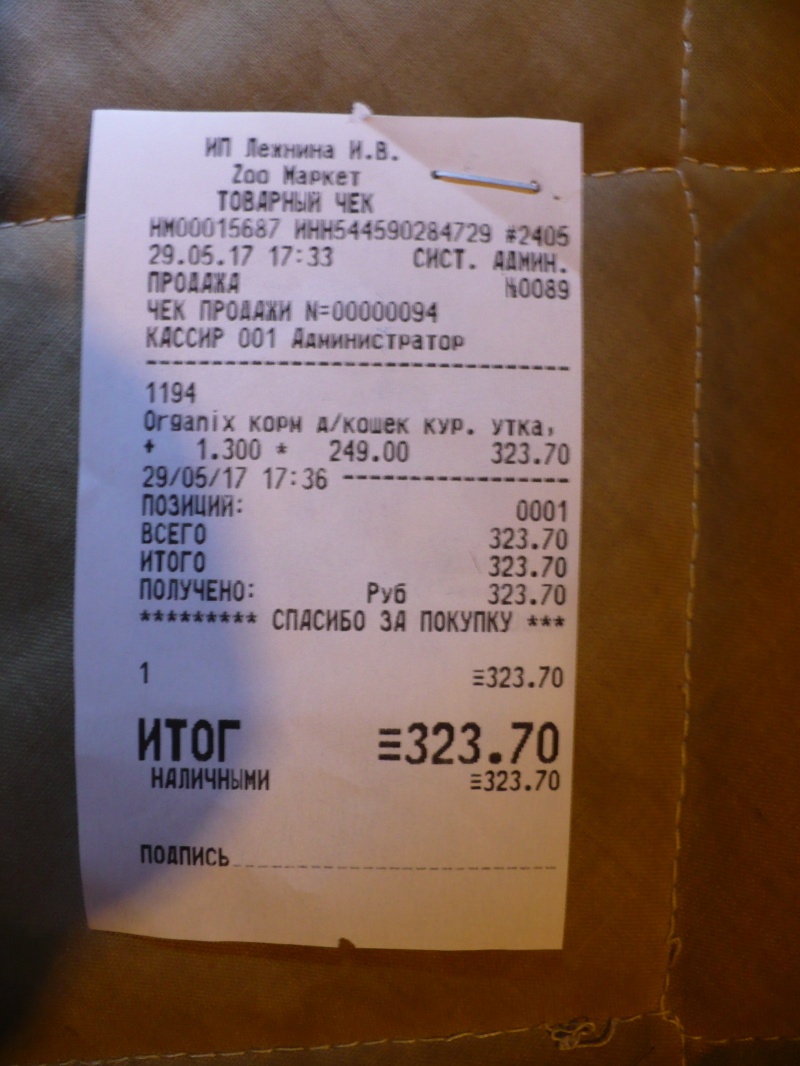 ИП Лежнина И.В.
Zoo Маркет
ТОВАРНЫЙ ЧЕК
НМ00015687 ИНН544590284729 #2405
29.05.17 17:33 СИСТ. АДМИН.
ПРОДАЖА №0089
ЧЕК ПРОДАЖИ N=00000094
КАССИР 001 Администратор
--------------------------------
1194
Organix корм д/кошек кур. утка,
+ 1.300 * 249.00 323.70
29/05/17 17:36 -----------------
ПОЗИЦИЙ: 0001
ВСЕГО 323.70
ИТОГО 323.70
ПОЛУЧЕНО: Руб 323.70
********* СПАСИБО ЗА ПОКУПКУ ***
1 ≡323.70
ИТОГ ≡323.70
НАЛИЧНЫМИ ≡323.70
ПОДПИСЬ